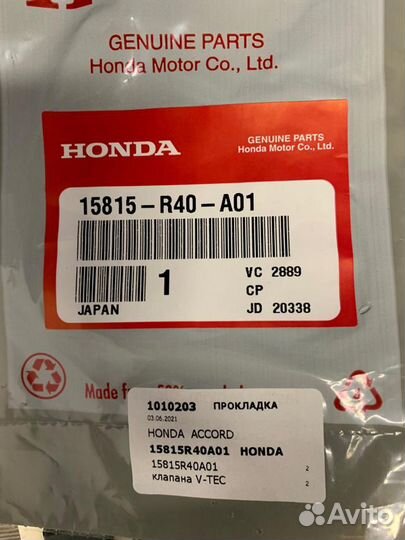 GENUINE PARTS
Honda Motor Co., Ltd.
HONDA
GENUINE PARTS
Honda Motor Co., Ltd.
15815-R40-A01
1
VC 2889
CP
JAPAN
JD 20338
Made
1010203 ПРОКЛАДКА
03.06.2021
HONDA ACCORD
15815R40A01 HONDA
15815R40A01 2
клапана V-TEC 2
Avito